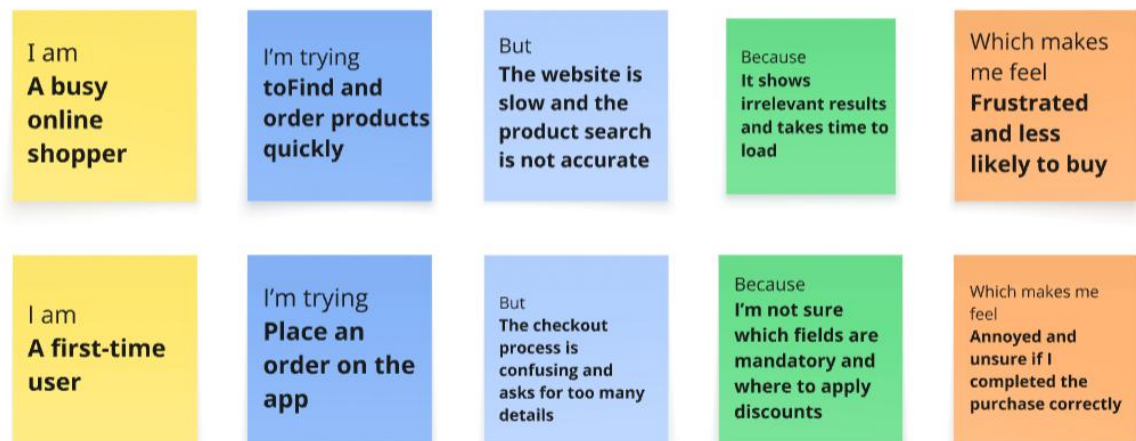 I am
A busy
online
shopper
I'm trying
toFind and
order products
quickly
But
The website is
slow and the
product search
is not accurate
Because
It shows
irrelevant results
and takes time to
load
Which makes
me feel
Frustrated
and less
likely to buy
I am
A first-time
user
I'm trying
Place an
order on the
app
But
The checkout
process is
confusing and
asks for too many
details
Because
I'm not sure
which fields are
mandatory and
where to apply
discounts
Which makes me
feel
Annoyed and
unsure if I
completed the
purchase correctly